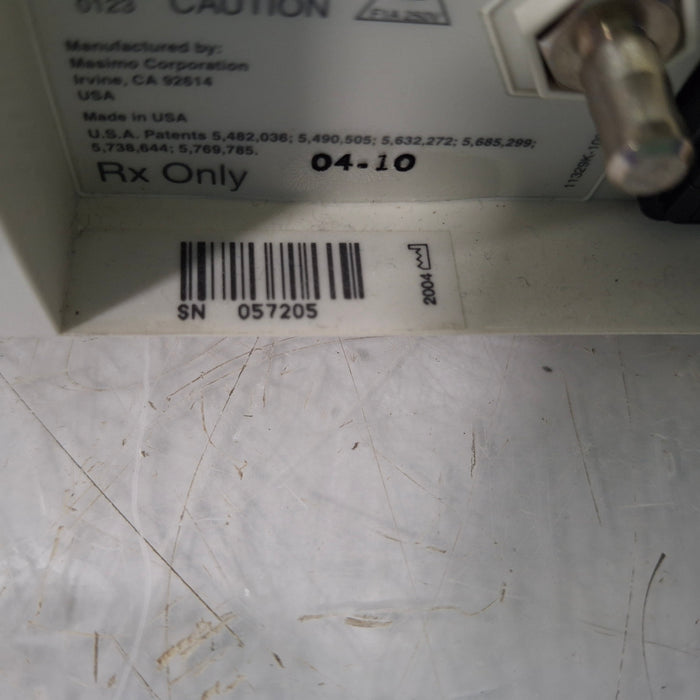 0123 CAUTION
Manufactured by:
Masimo Corporation
Irvine, CA 92614
USA
Made in USA
U.S.A. Patents 5,482,036; 5,490,505; 5,632,272; 5,685,299;
5,738,644; 5,769,785.
Rx Only 04-10
SN 057205
2004